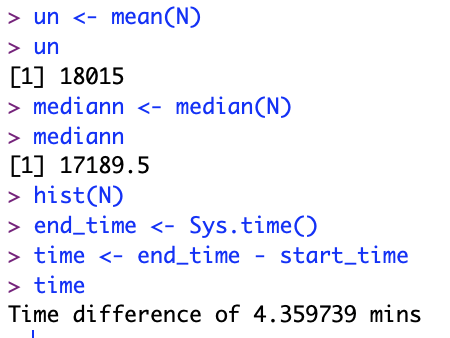 > un <- mean(N)
> un
[1] 18015
> mediann <- median(N)
> mediann
[1] 17189.5
> hist(N)
> end_time <- Sys.time()
> time <- end_time - start_time
> time
Time difference of 4.359739 mins